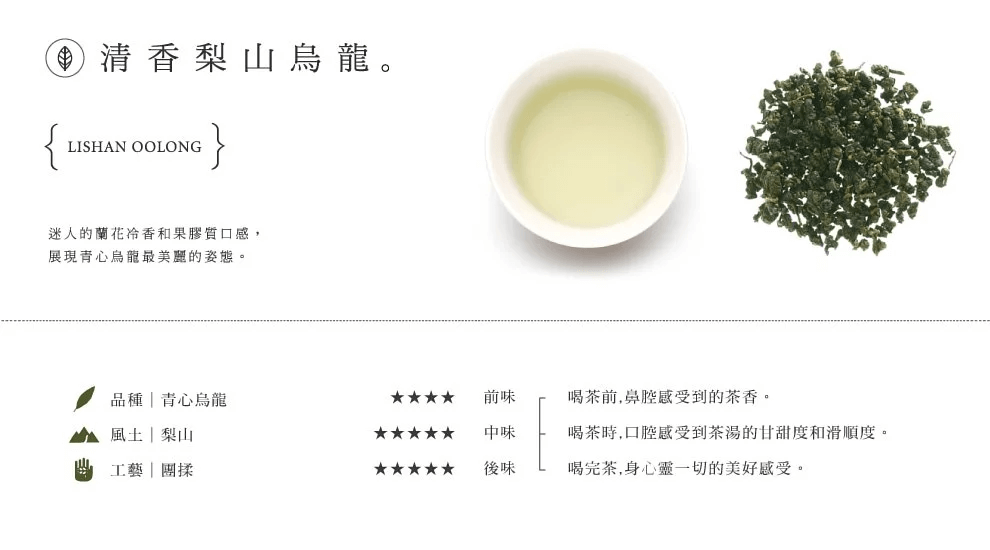 清香梨山烏龍。
LISHAN OOLONG
迷人的蘭花冷香和果膠質口感，
展現青心烏龍最美麗的姿態。
品種｜青心烏龍
風土｜梨山
工藝｜團揉
★★★★ 前味 喝茶前,鼻腔感受到的茶香。
★★★★★ 中味 喝茶時,口腔感受到茶湯的甘甜度和滑順度。
★★★★★ 後味 喝完茶,身心靈一切的美好感受。